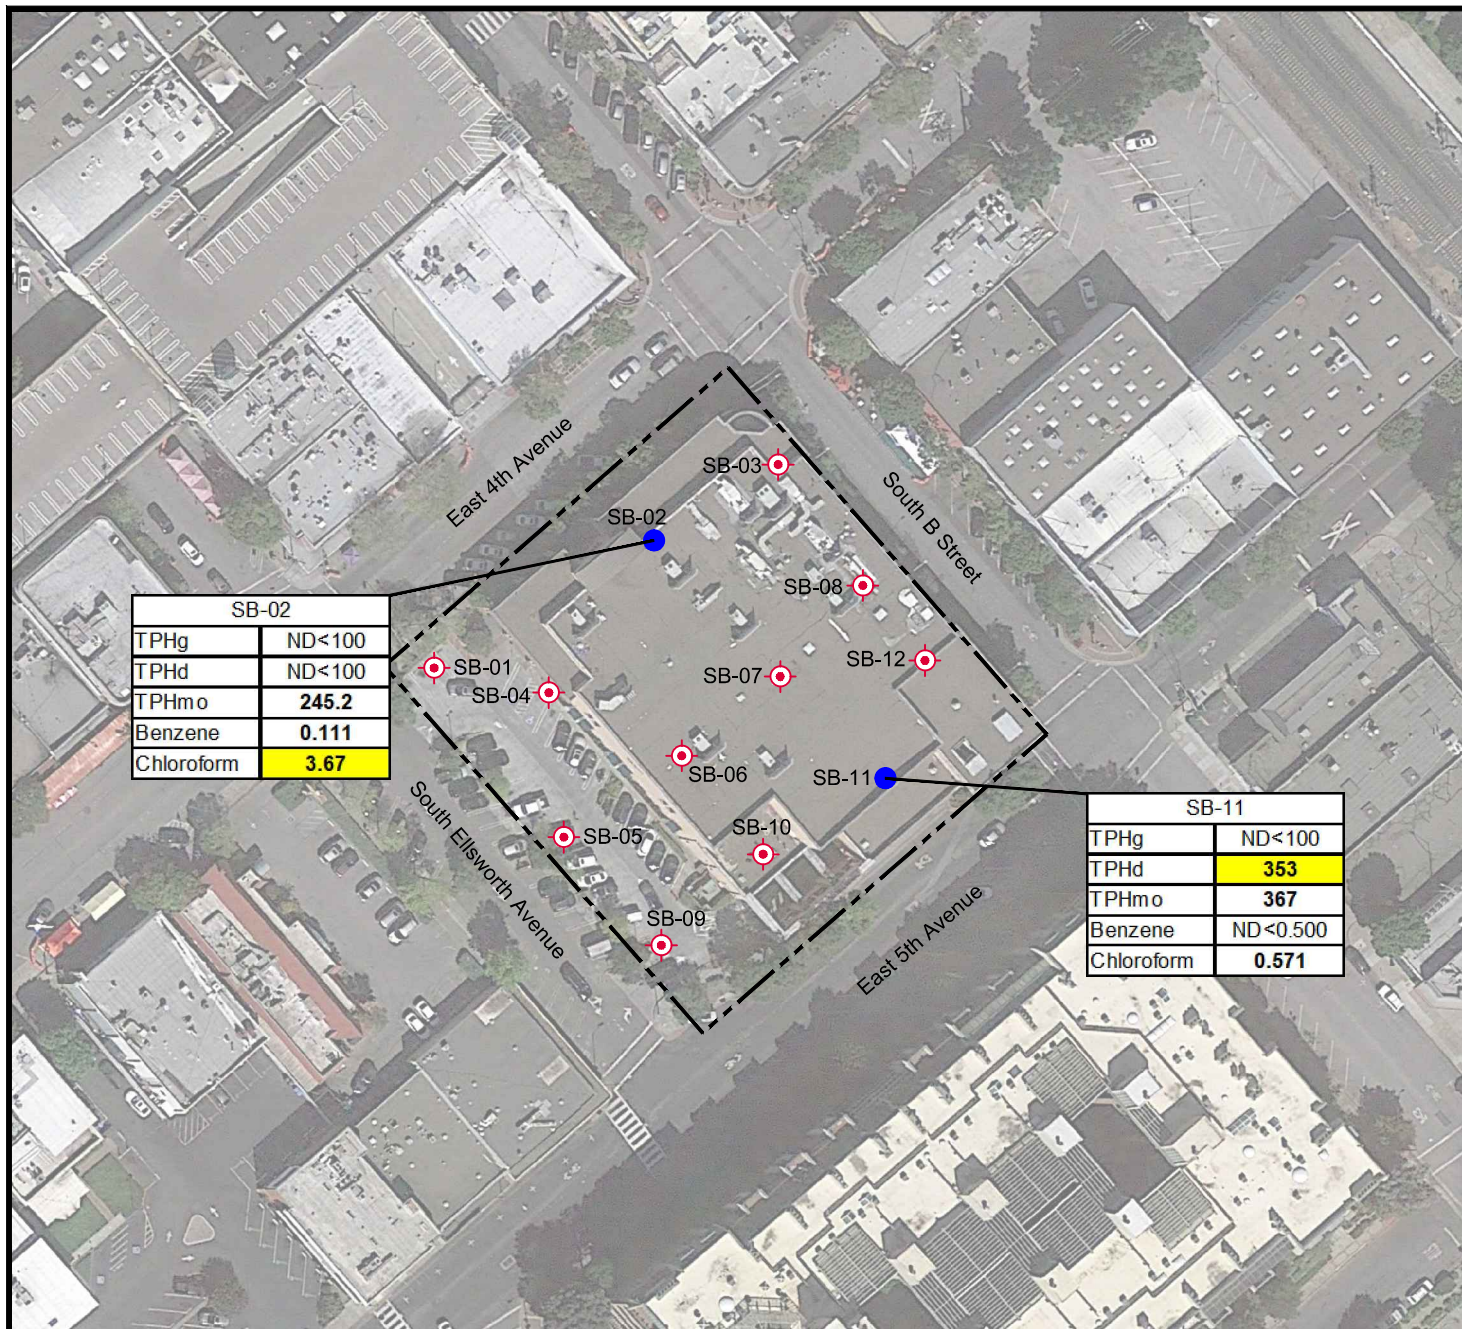 East 4th Avenue
SB-03
SB-02
South B Street
SB-08
SB-02
TPHg ND<100
TPHd ND<100
TPHmo 245.2
Benzene 0.111
Chloroform 3.67
SB-01
SB-04
SB-07
SB-12
SB-06
SB-11
SB-05
SB-10
South Ellsworth Avenue
SB-09
East 5th Avenue
SB-11
TPHg ND<100
TPHd 353
TPHmo 367
Benzene ND<0.500
Chloroform 0.571